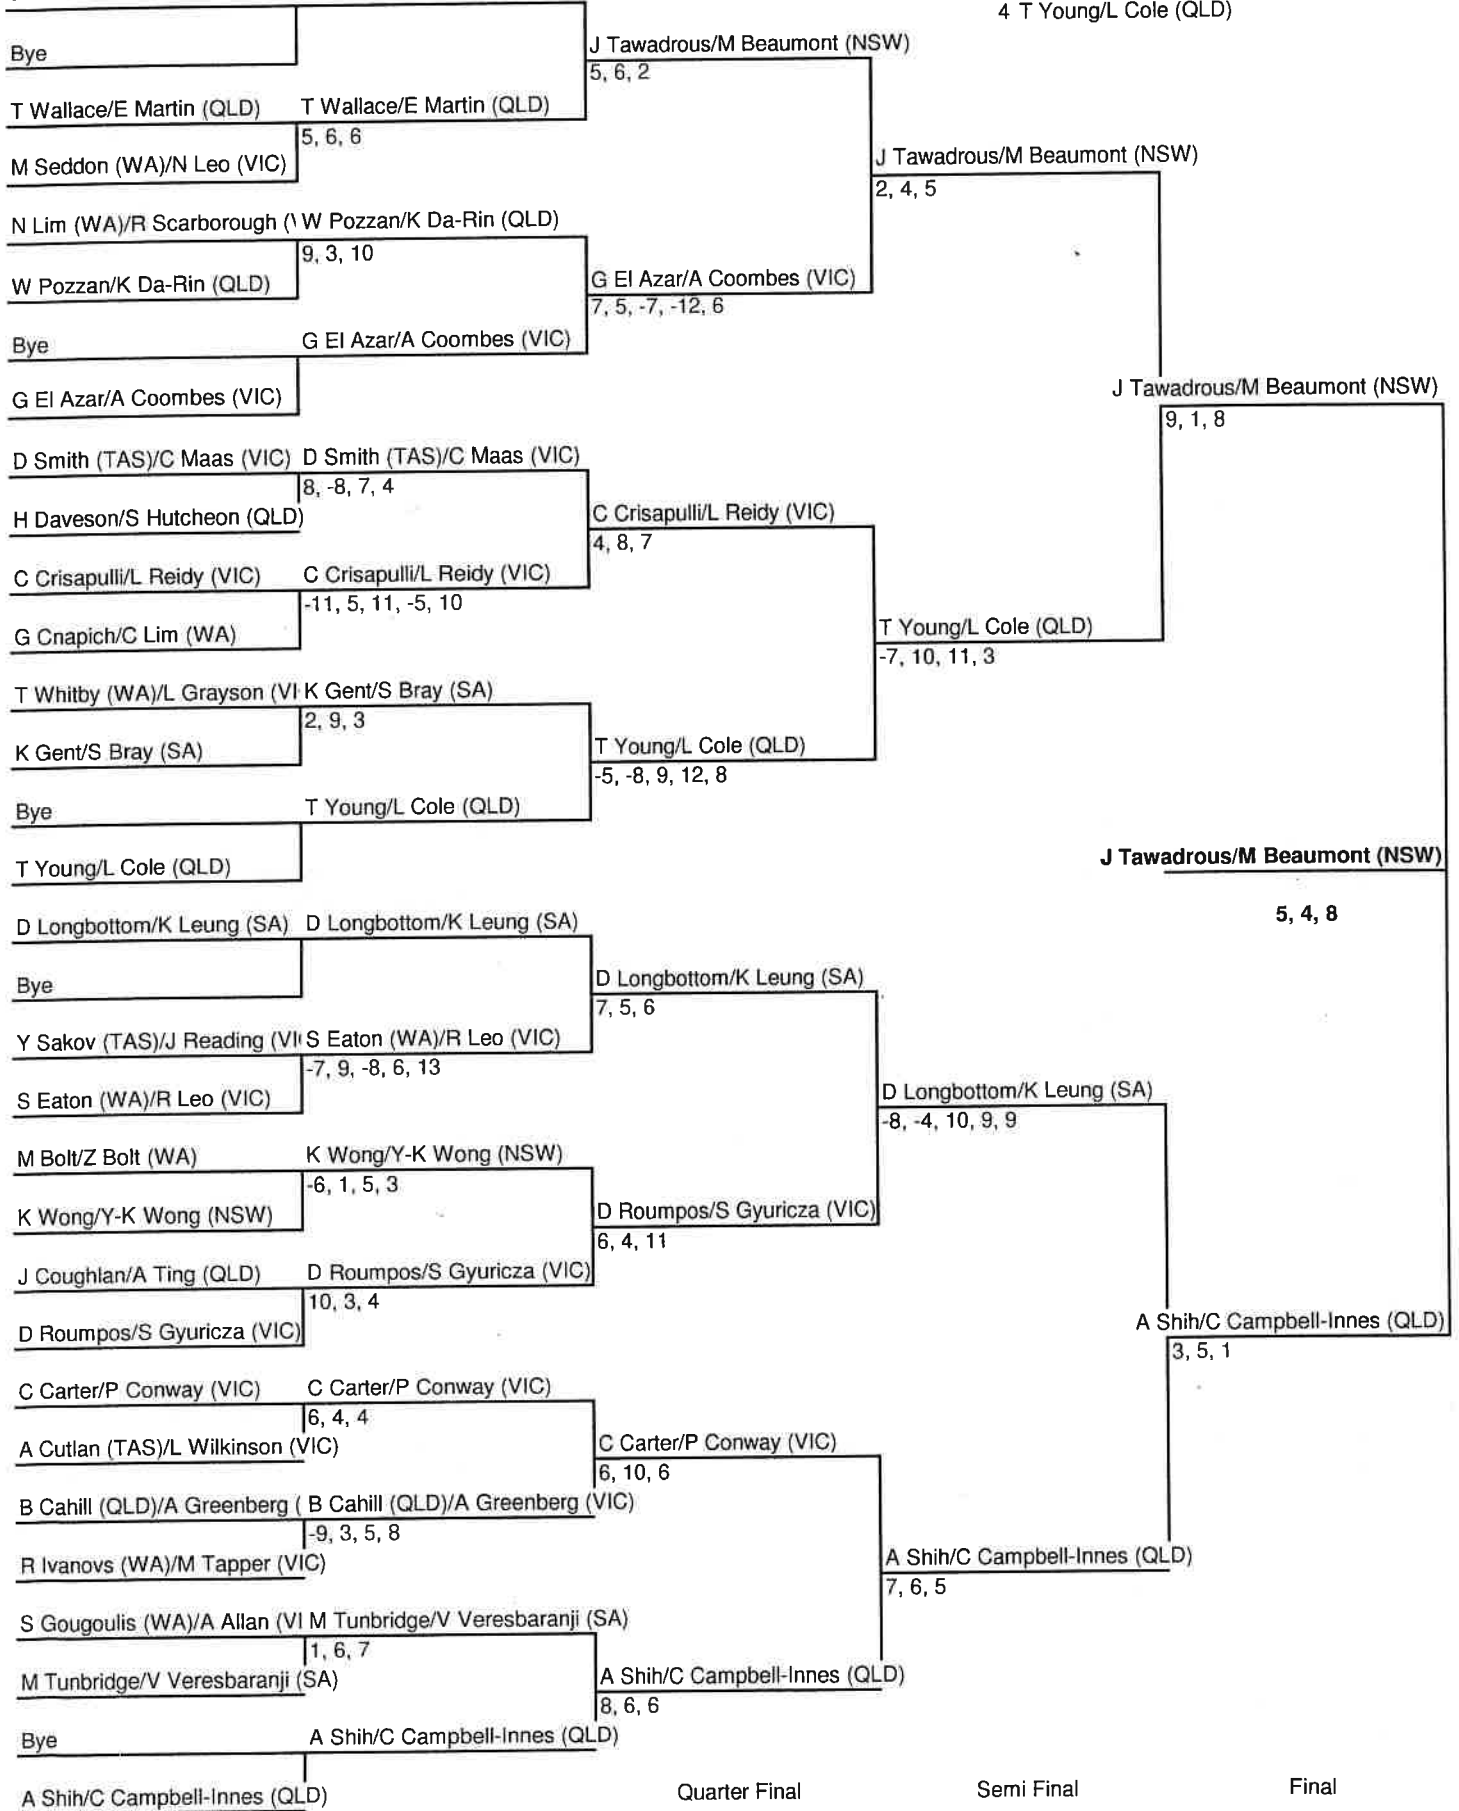 4 T Young/L Cole (QLD)
J Tawadrous/M Beaumont (NSW)
Bye
5, 6, 2
T Wallace/E Martin (QLD) T Wallace/E Martin (QLD)
5, 6, 6
M Seddon (WA)/N Leo (VIC)
J Tawadrous/M Beaumont (NSW)
2, 4, 5
N Lim (WA)/R Scarborough ( W Pozzan/K Da-Rin (QLD)
9, 3, 10
W Pozzan/K Da-Rin (QLD)
G El Azar/A Coombes (VIC)
7, 5, -7, -12, 6
Bye G El Azar/A Coombes (VIC)
G El Azar/A Coombes (VIC)
J Tawadrous/M Beaumont (NSW)
9, 1, 8
D Smith (TAS)/C Maas (VIC) D Smith (TAS)/C Maas (VIC)
8, -8, 7, 4
H Daveson/S Hutcheon (QLD)
C Crisapulli/L Reidy (VIC)
4, 8, 7
C Crisapulli/L Reidy (VIC) C Crisapulli/L Reidy (VIC)
-11, 5, 11, -5, 10
G Cnapich/C Lim (WA)
T Young/L Cole (QLD)
-7, 10, 11, 3
T Whitby (WA)/L Grayson (VI K Gent/S Bray (SA)
2, 9, 3
K Gent/S Bray (SA)
T Young/L Cole (QLD)
-5, -8, 9, 12, 8
Bye T Young/L Cole (QLD)
T Young/L Cole (QLD)
J Tawadrous/M Beaumont (NSW)
5, 4, 8
D Longbottom/K Leung (SA) D Longbottom/K Leung (SA)
Bye
D Longbottom/K Leung (SA)
7, 5, 6
Y Sakov (TAS)/J Reading (VI S Eaton (WA)/R Leo (VIC)
-7, 9, -8, 6, 13
S Eaton (WA)/R Leo (VIC)
D Longbottom/K Leung (SA)
-8, -4, 10, 9, 9
M Bolt/Z Bolt (WA) K Wong/Y-K Wong (NSW)
-6, 1, 5, 3
K Wong/Y-K Wong (NSW)
D Roumpos/S Gyuricza (VIC)
6, 4, 11
J Coughlan/A Ting (QLD) D Roumpos/S Gyuricza (VIC)
10, 3, 4
D Roumpos/S Gyuricza (VIC)
A Shih/C Campbell-Innes (QLD)
3, 5, 1
C Carter/P Conway (VIC) C Carter/P Conway (VIC)
6, 4, 4
A Cutlan (TAS)/L Wilkinson (VIC)
C Carter/P Conway (VIC)
6, 10, 6
B Cahill (QLD)/A Greenberg ( B Cahill (QLD)/A Greenberg (VIC)
-9, 3, 5, 8
R Ivanovs (WA)/M Tapper (VIC)
A Shih/C Campbell-Innes (QLD)
7, 6, 5
S Gougoulis (WA)/A Allan (VI M Tunbridge/V Veresbaranji (SA)
1, 6, 7
M Tunbridge/V Veresbaranji (SA)
A Shih/C Campbell-Innes (QLD)
8, 6, 6
Bye A Shih/C Campbell-Innes (QLD)
A Shih/C Campbell-Innes (QLD)
Quarter Final Semi Final Final